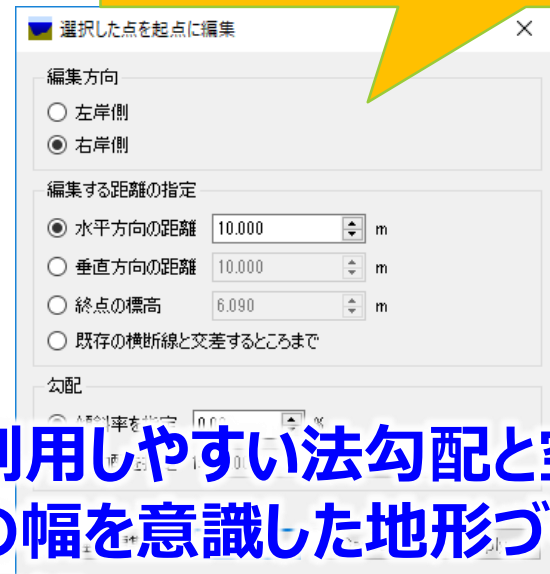 選択した点を起点に編集
編集方向
左岸側
右岸側
編集する距離の指定
水平方向の距離 10.000 m
垂直方向の距離 10.000 m
終点の標高 6.090 m
既存の横断線と交差するところまで
勾配
利用しやすい法勾配と
の幅を意識した地形づ